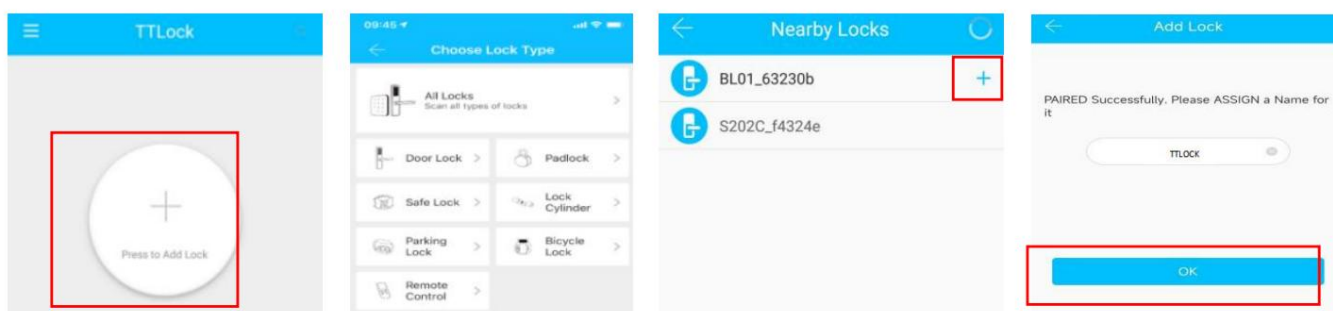 TTLock
Press to Add Lock
09:45
Choose Lock Type
All Locks
Scan all types of locks
Door Lock
Padlock
Safe Lock
Lock
Cylinder
Parking
Lock
Bicycle
Lock
Remote
Control
Nearby Locks
BL01_63230b
S202C_f4324e
Add Lock
PAIRED Successfully. Please ASSIGN a Name for
it
TTLOCK
OK